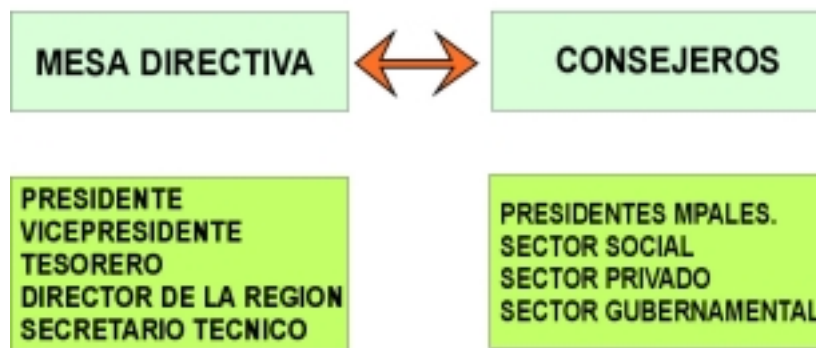 MESA DIRECTIVA
CONSEJEROS
PRESIDENTE
VICEPRESIDENTE
TESORERO
DIRECTOR DE LA REGION
SECRETARIO TECNICO
PRESIDENTES MPALES.
SECTOR SOCIAL
SECTOR PRIVADO
SECTOR GUBERNAMENTAL